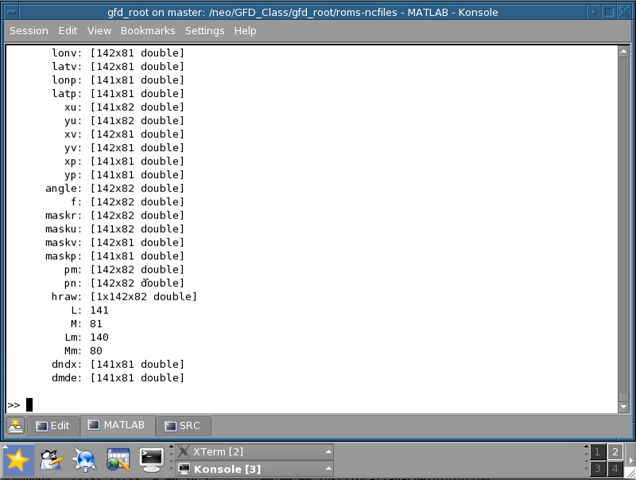 gfd_root on master: /neo/GFD_Class/gfd_root/roms-ncfiles - MATLAB - Konsole
Session Edit View Bookmarks Settings Help
lonv: [142x81 double]
latv: [142x81 double]
lonp: [141x81 double]
latp: [141x81 double]
xu: [141x82 double]
yu: [141x82 double]
xv: [142x81 double]
yv: [142x81 double]
xp: [141x81 double]
yp: [141x81 double]
angle: [142x82 double]
f: [142x82 double]
maskr: [142x82 double]
masku: [141x82 double]
maskv: [142x81 double]
maskp: [141x81 double]
pm: [142x82 double]
pn: [142x82 double]
hraw: [1x142x82 double]
L: 141
M: 81
Lm: 140
Mm: 80
dndx: [141x81 double]
dmde: [141x81 double]
>>
Edit MATLAB SRC
XTerm [2]
Konsole [3]
1 2
3 4